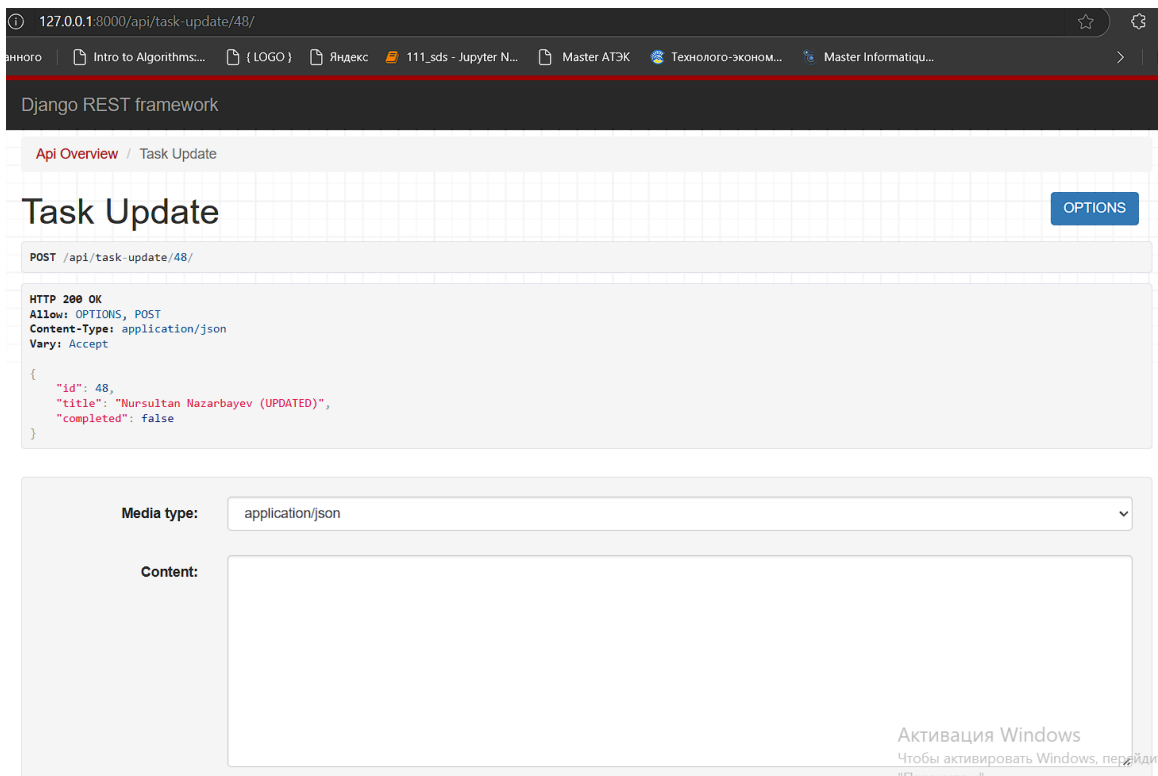 127.0.0.1:8000/api/task-update/48/
анного Intro to Algorithms:... { LOGO } Яндекс 111_sds - Jupyter N... Master АТЭК Технолого-эконом... Master Informatiqu...
Django REST framework
Api Overview / Task Update
Task Update
OPTIONS
POST /api/task-update/48/
HTTP 200 OK
Allow: OPTIONS, POST
Content-Type: application/json
Vary: Accept
{
"id": 48,
"title": "Nursultan Nazarbayev (UPDATED)",
"completed": false
}
Media type: application/json
Content:
Активация Windows
Чтобы активировать Windows, перейди